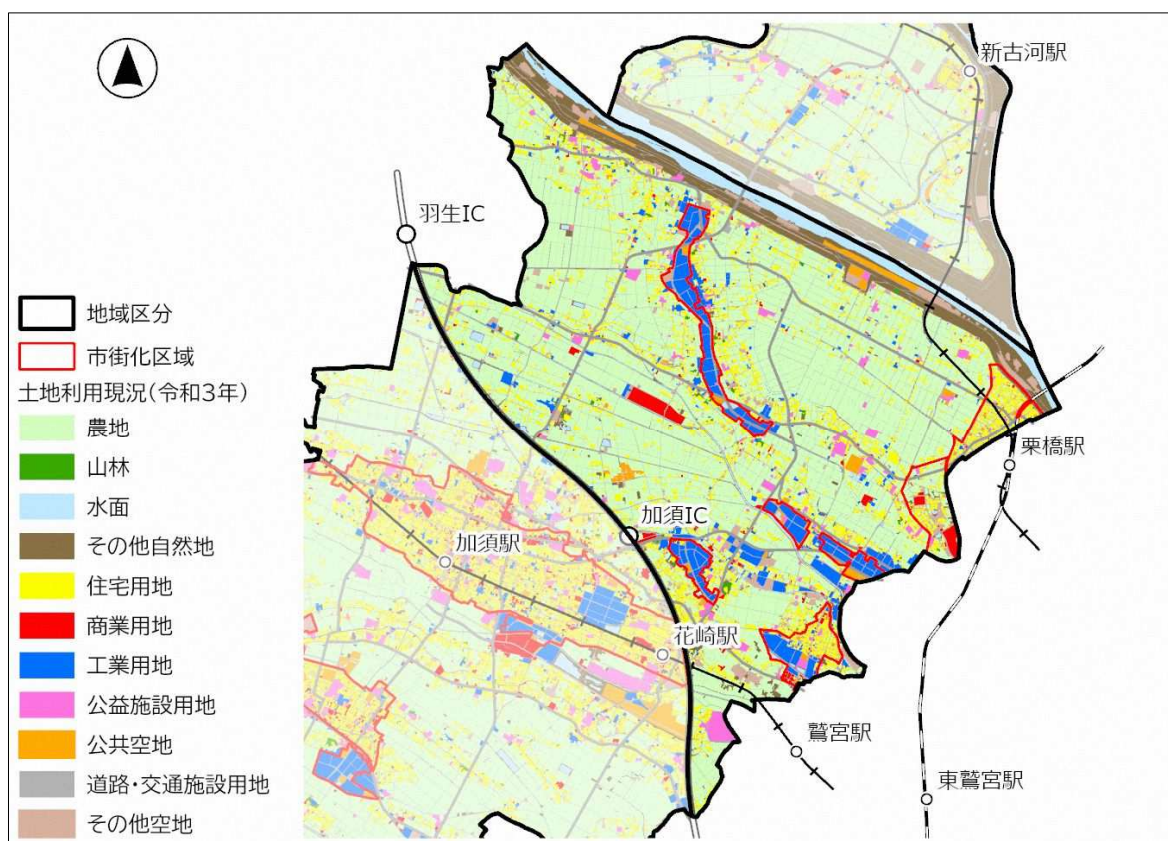 新古河駅
羽生IC
地域区分
市街化区域
土地利用現況(令和3年)
農地
山林
水面
その他自然地
住宅用地
商業用地
工業用地
公益施設用地
公共空地
道路・交通施設用地
その他空地
栗橋駅
加須IC
加須駅
花崎駅
鷲宮駅
東鷲宮駅